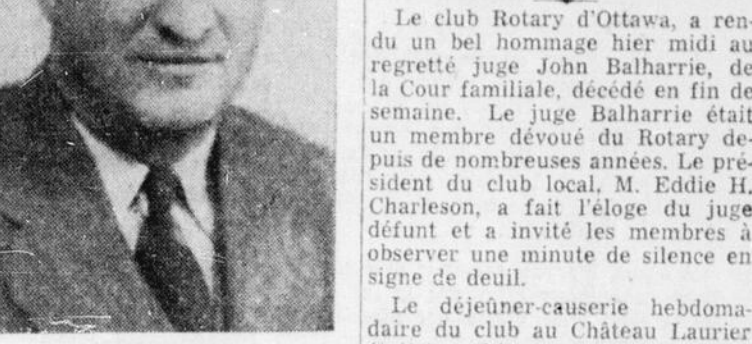 Le club Rotary d'Ottawa, a ren-
du un bel hommage hier midi au
regretté juge John Balharrie, de
la Cour familiale, décédé en fin de
semaine. Le juge Balharrie était
un membre dévoué du Rotary de-
puis de nombreuses années. Le pré-
sident du club local, M. Eddie H.
Charleson, a fait l'éloge du juge
défunt et a invité les membres à
observer une minute de silence en
signe de deuil.
Le déjeûner-causerie hebdoma-
daire du club au Château Laurier